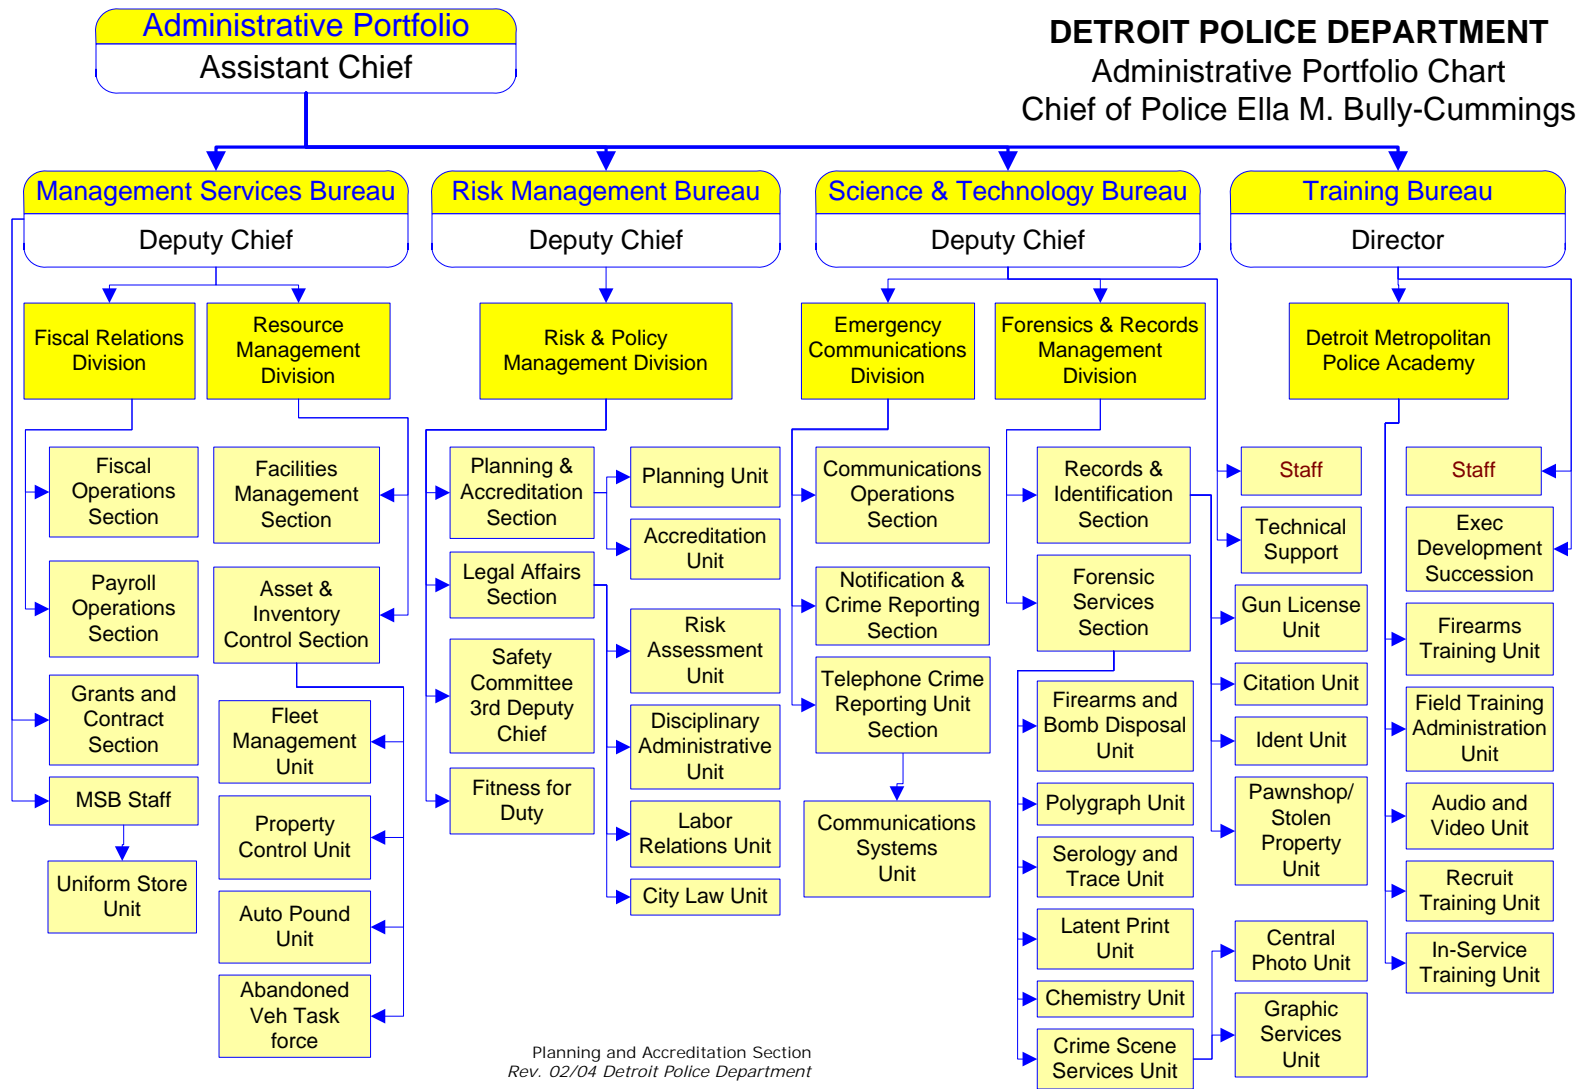 Administrative Portfolio
Assistant Chief
DETROIT POLICE DEPARTMENT
Administrative Portfolio Chart
Chief of Police Ella M. Bully-Cummings
Management Services Bureau
Deputy Chief
Risk Management Bureau
Deputy Chief
Science & Technology Bureau
Deputy Chief
Training Bureau
Director
Fiscal Relations
Division
Resource
Management
Division
Risk & Policy
Management Division
Emergency
Communications
Division
Forensics & Records
Management
Division
Detroit Metropolitan
Police Academy
Fiscal
Operations
Section
Payroll
Operations
Section
Grants and
Contract
Section
MSB Staff
Uniform Store
Unit
Facilities
Management
Section
Asset &
Inventory
Control Section
Fleet
Management
Unit
Property
Control Unit
Auto Pound
Unit
Abandoned
Veh Task
force
Planning &
Accreditation
Section
Legal Affairs
Section
Safety
Committee
3rd Deputy
Chief
Fitness for
Duty
Planning Unit
Accreditation
Unit
Risk
Assessment
Unit
Disciplinary
Administrative
Unit
Labor
Relations Unit
City Law Unit
Communications
Operations
Section
Notification &
Crime Reporting
Section
Telephone Crime
Reporting Unit
Section
Communications
Systems
Unit
Records &
Identification
Section
Forensic
Services
Section
Firearms and
Bomb Disposal
Unit
Polygraph Unit
Serology and
Trace Unit
Latent Print
Unit
Chemistry Unit
Crime Scene
Services Unit
Staff
Technical
Support
Gun License
Unit
Citation Unit
Ident Unit
Pawnshop/
Stolen
Property
Unit
Central
Photo Unit
Graphic
Services
Unit
Staff
Exec
Development
Succession
Firearms
Training Unit
Field Training
Administration
Unit
Audio and
Video Unit
Recruit
Training Unit
In-Service
Training Unit
Planning and Accreditation Section
Rev. 02/04 Detroit Police Department